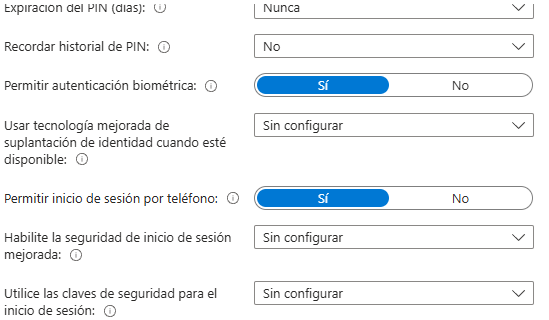 Expiración del PIN (días):
Nunca
Recordar historial de PIN:
No
Permitir autenticación biométrica:
Sí
No
Usar tecnología mejorada de
suplantación de identidad cuando esté
disponible:
Sin configurar
Permitir inicio de sesión por teléfono:
Sí
No
Habilite la seguridad de inicio de sesión
mejorada:
Sin configurar
Utilice las claves de seguridad para el
inicio de sesión:
Sin configurar